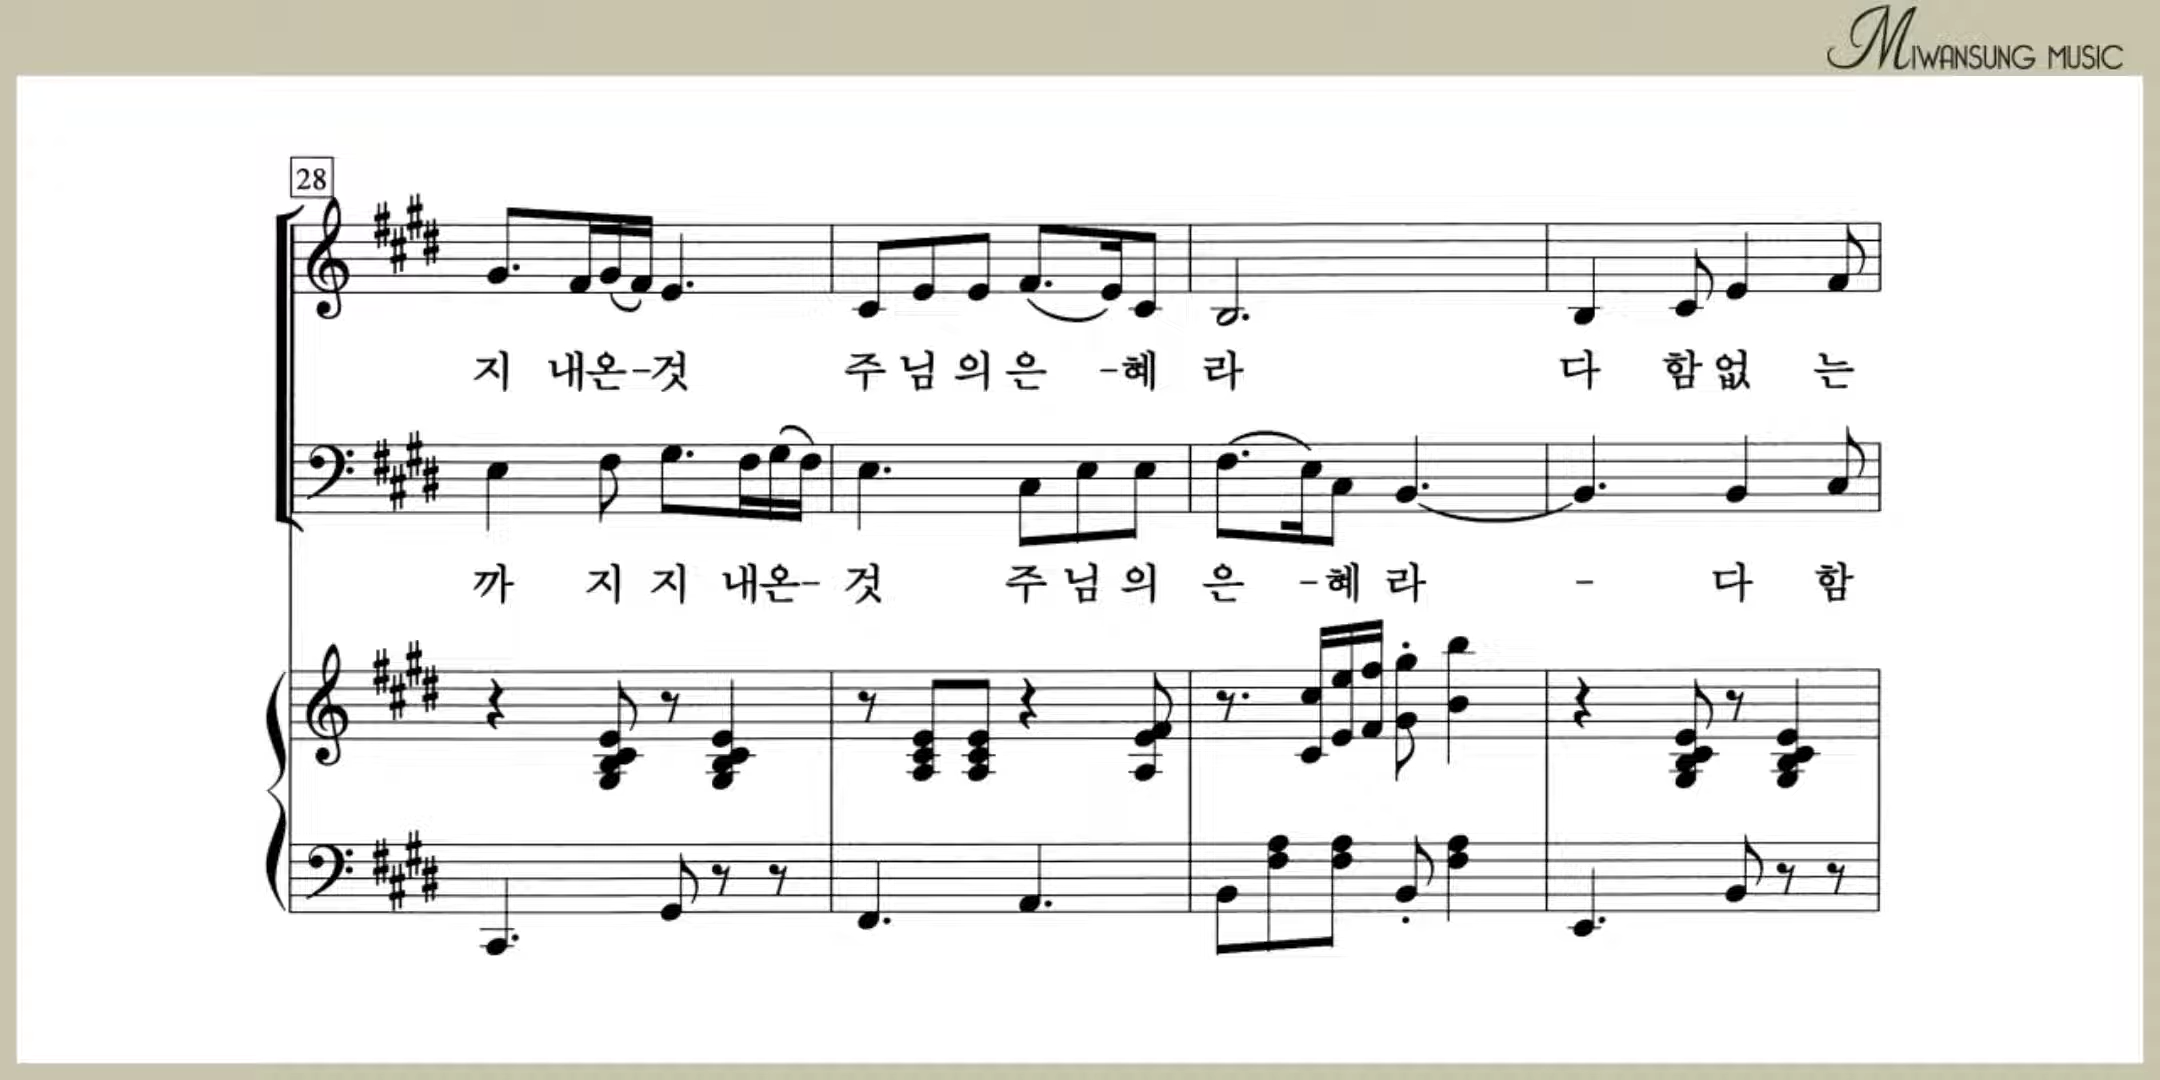 MIWANSUNG MUSIC
28
지 내온-것 주님의은 -혜 라 다 함없 는
까 지 지 내온- 것 주님의 은 -혜 라 - 다 함